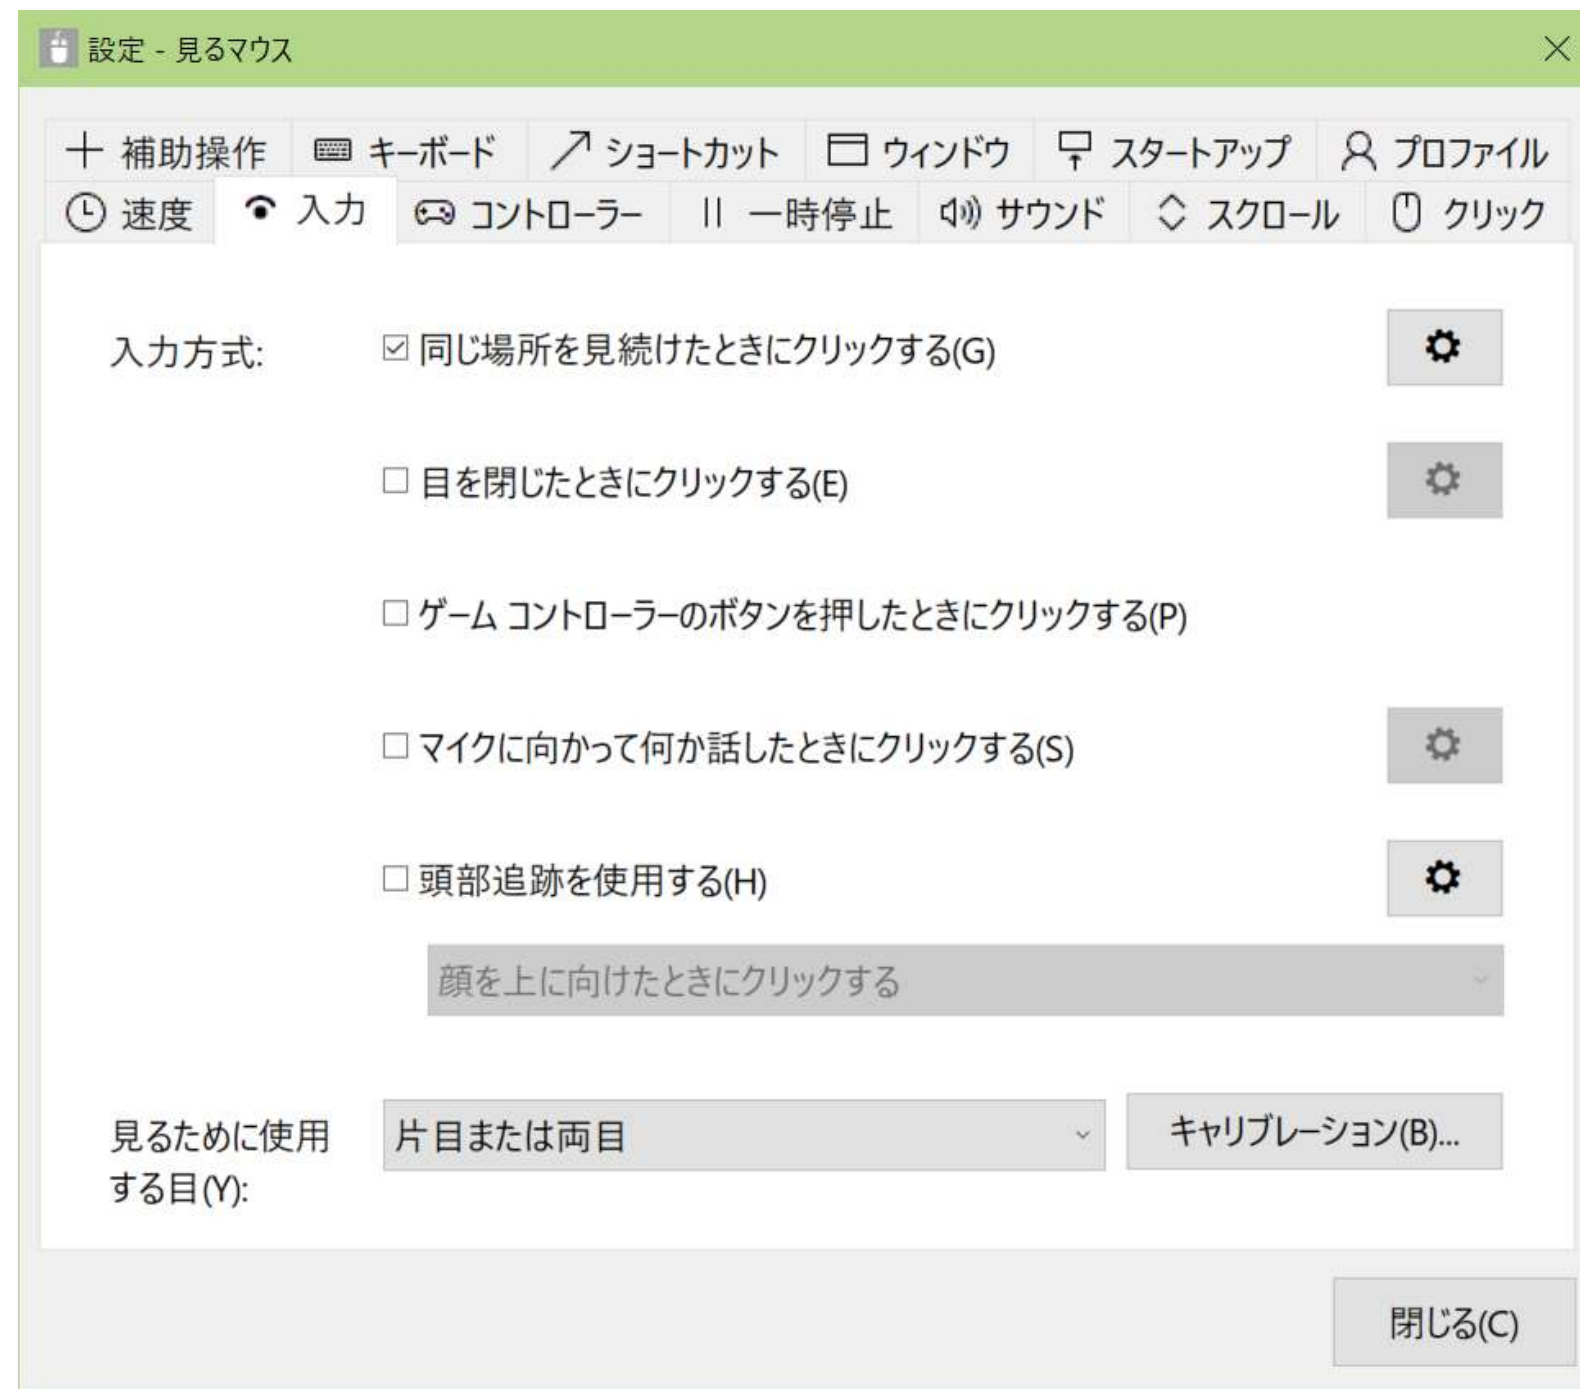 設定 - 見るマウス
補助操作 キーボード ショートカット ウィンドウ スタートアップ プロファイル
速度 入力 コントローラー 一時停止 サウンド スクロール クリック
入力方式: 同じ場所を見続けたときにクリックする(G)
目を閉じたときにクリックする(E)
ゲーム コントローラーのボタンを押したときにクリックする(P)
マイクに向かって何か話したときにクリックする(S)
頭部追跡を使用する(H)
顔を上に向けたときにクリックする
見るために使用 片目または両目 キャリブレーション(B)...
する目(Y):
閉じる(C)